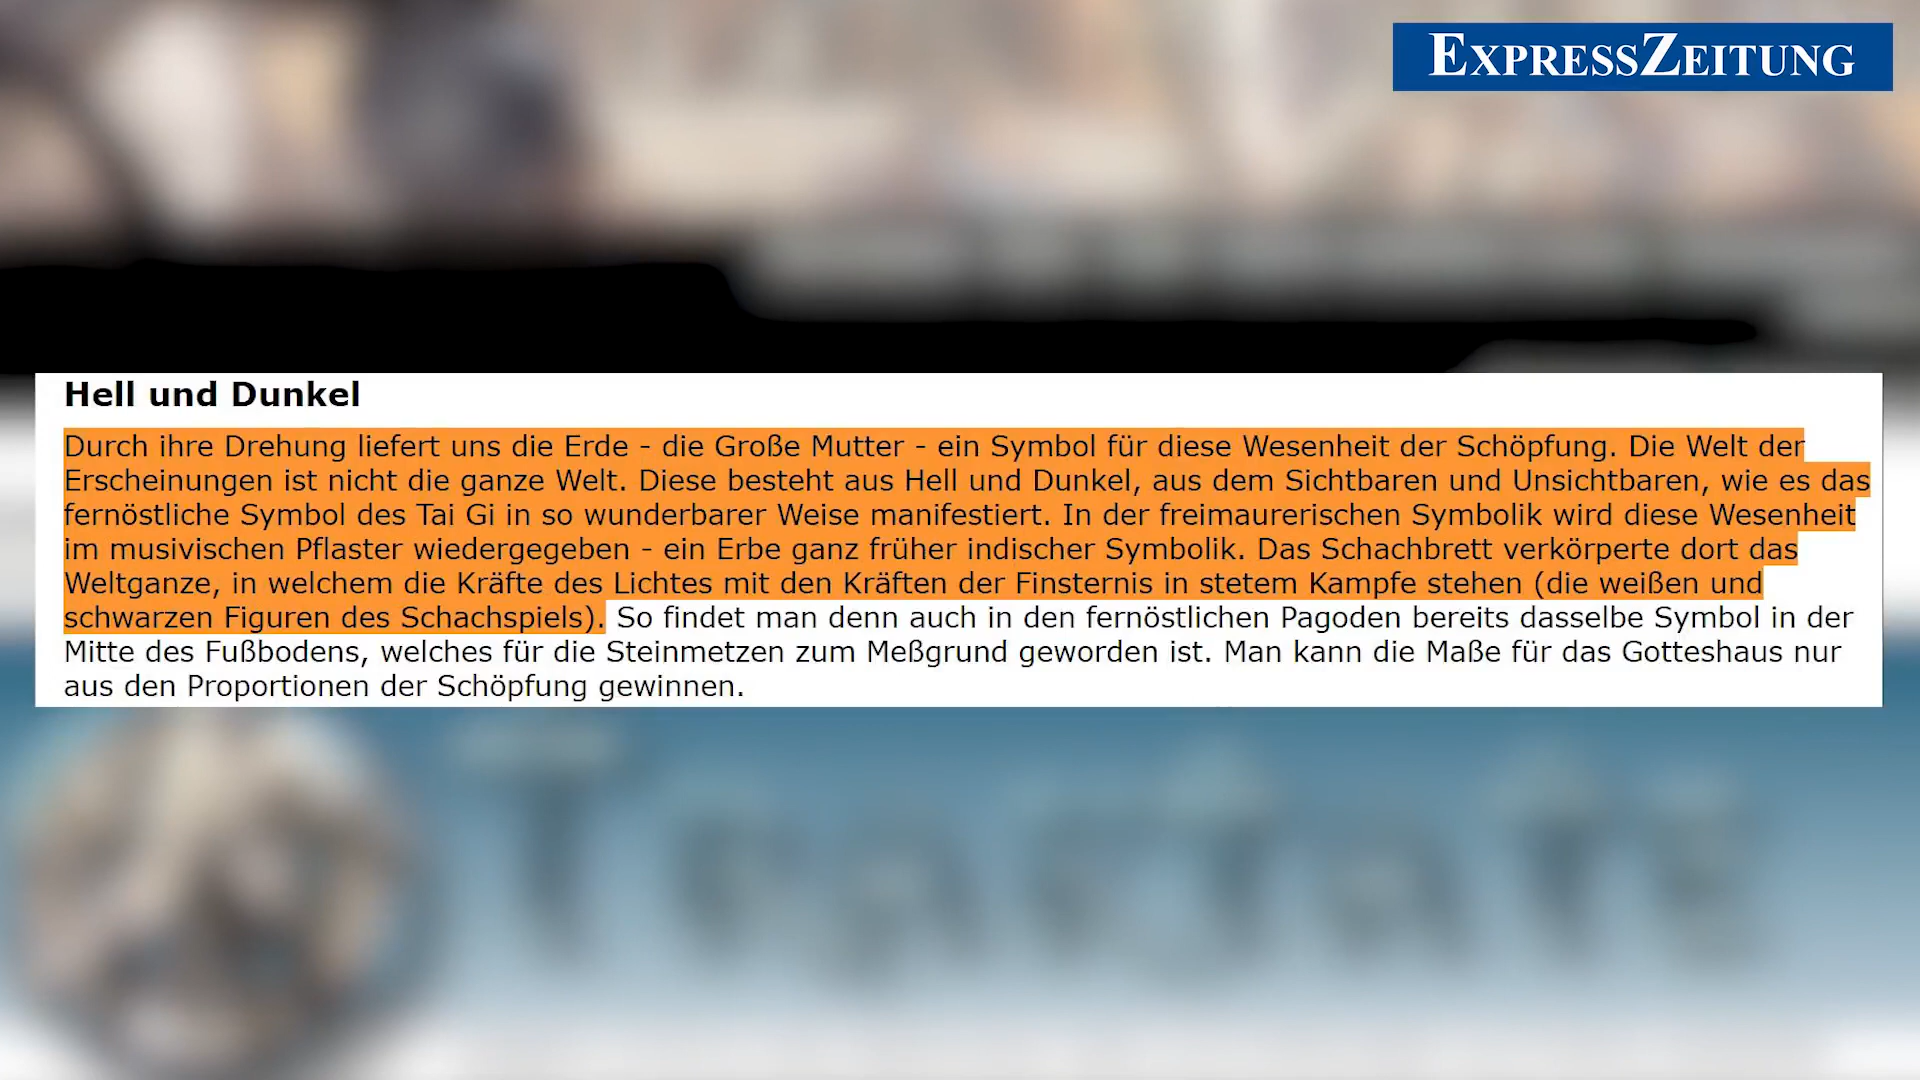 EXPRESSZEITUNG
Hell und Dunkel
Durch ihre Drehung liefert uns die Erde - die Große Mutter - ein Symbol für diese Wesenheit der Schöpfung. Die Welt der
Erscheinungen ist nicht die ganze Welt. Diese besteht aus Hell und Dunkel, aus dem Sichtbaren und Unsichtbaren, wie es das
fernöstliche Symbol des Tai Gi in so wunderbarer Weise manifestiert. In der freimaurerischen Symbolik wird diese Wesenheit
im musivischen Pflaster wiedergegeben - ein Erbe ganz früher indischer Symbolik. Das Schachbrett verkörperte dort das
Weltganze, in welchem die Kräfte des Lichtes mit den Kräften der Finsternis in stetem Kampfe stehen (die weißen und
schwarzen Figuren des Schachspiels). So findet man denn auch in den fernöstlichen Pagoden bereits dasselbe Symbol in der
Mitte des Fußbodens, welches für die Steinmetzen zum Meßgrund geworden ist. Man kann die Maße für das Gotteshaus nur
aus den Proportionen der Schöpfung gewinnen.